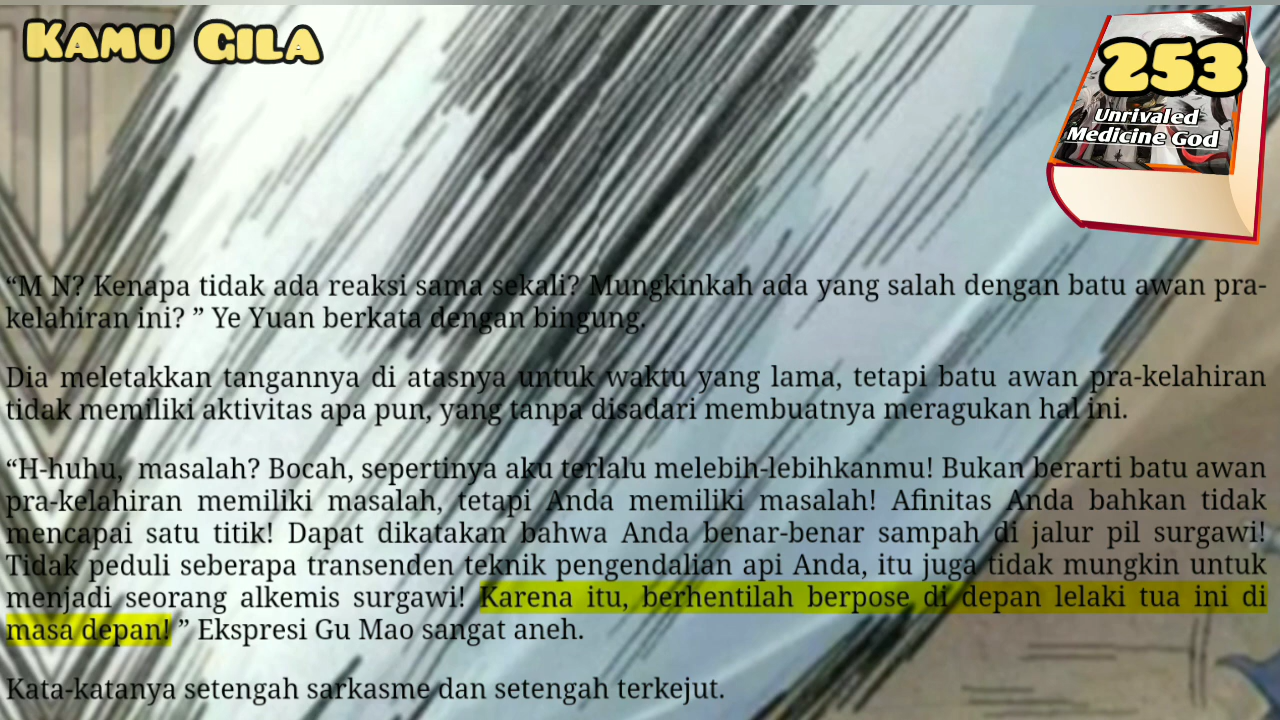 Kamu Gila
253
Unrivaled
Medicine God
“M N? Kenapa tidak ada reaksi sama sekali? Mungkinkah ada yang salah dengan batu awan pra-
kelahiran ini? ” Ye Yuan berkata dengan bingung.
Dia meletakkan tangannya di atasnya untuk waktu yang lama, tetapi batu awan pra-kelahiran
tidak memiliki aktivitas apa pun, yang tanpa disadari membuatnya meragukan hal ini.
“H-huhu, masalah? Bocah, sepertinya aku terlalu melebih-lebihkanmu! Bukan berarti batu awan
pra-kelahiran memiliki masalah, tetapi Anda memiliki masalah! Afinitas Anda bahkan tidak
mencapai satu titik! Dapat dikatakan bahwa Anda benar-benar sampah di jalur pil surgawi!
Tidak peduli seberapa transenden teknik pengendalian api Anda, itu juga tidak mungkin untuk
menjadi seorang alkemis surgawi! Karena itu, berhentilah berpose di depan lelaki tua ini di
masa depan! ” Ekspresi Gu Mao sangat aneh.
Kata-katanya setengah sarkasme dan setengah terkejut.